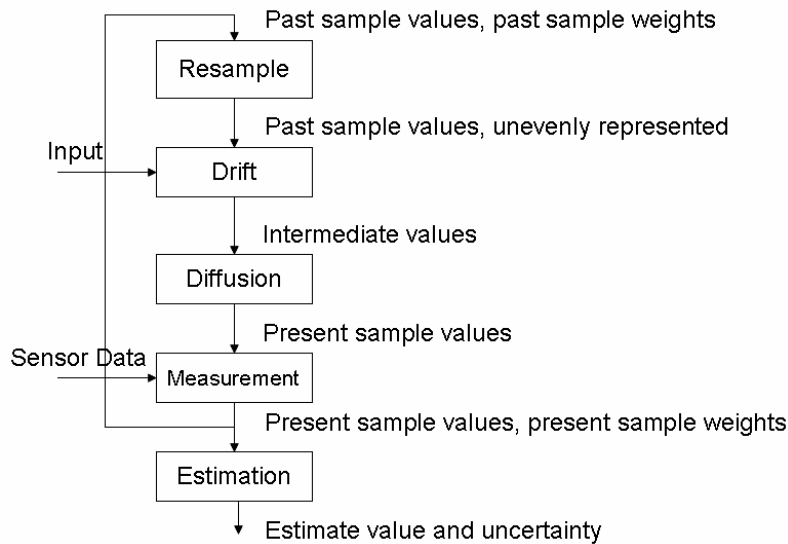 Past sample values, past sample weights
Resample
Past sample values, unevenly represented
Input
Drift
Intermediate values
Diffusion
Present sample values
Sensor Data
Measurement
Present sample values, present sample weights
Estimation
Estimate value and uncertainty